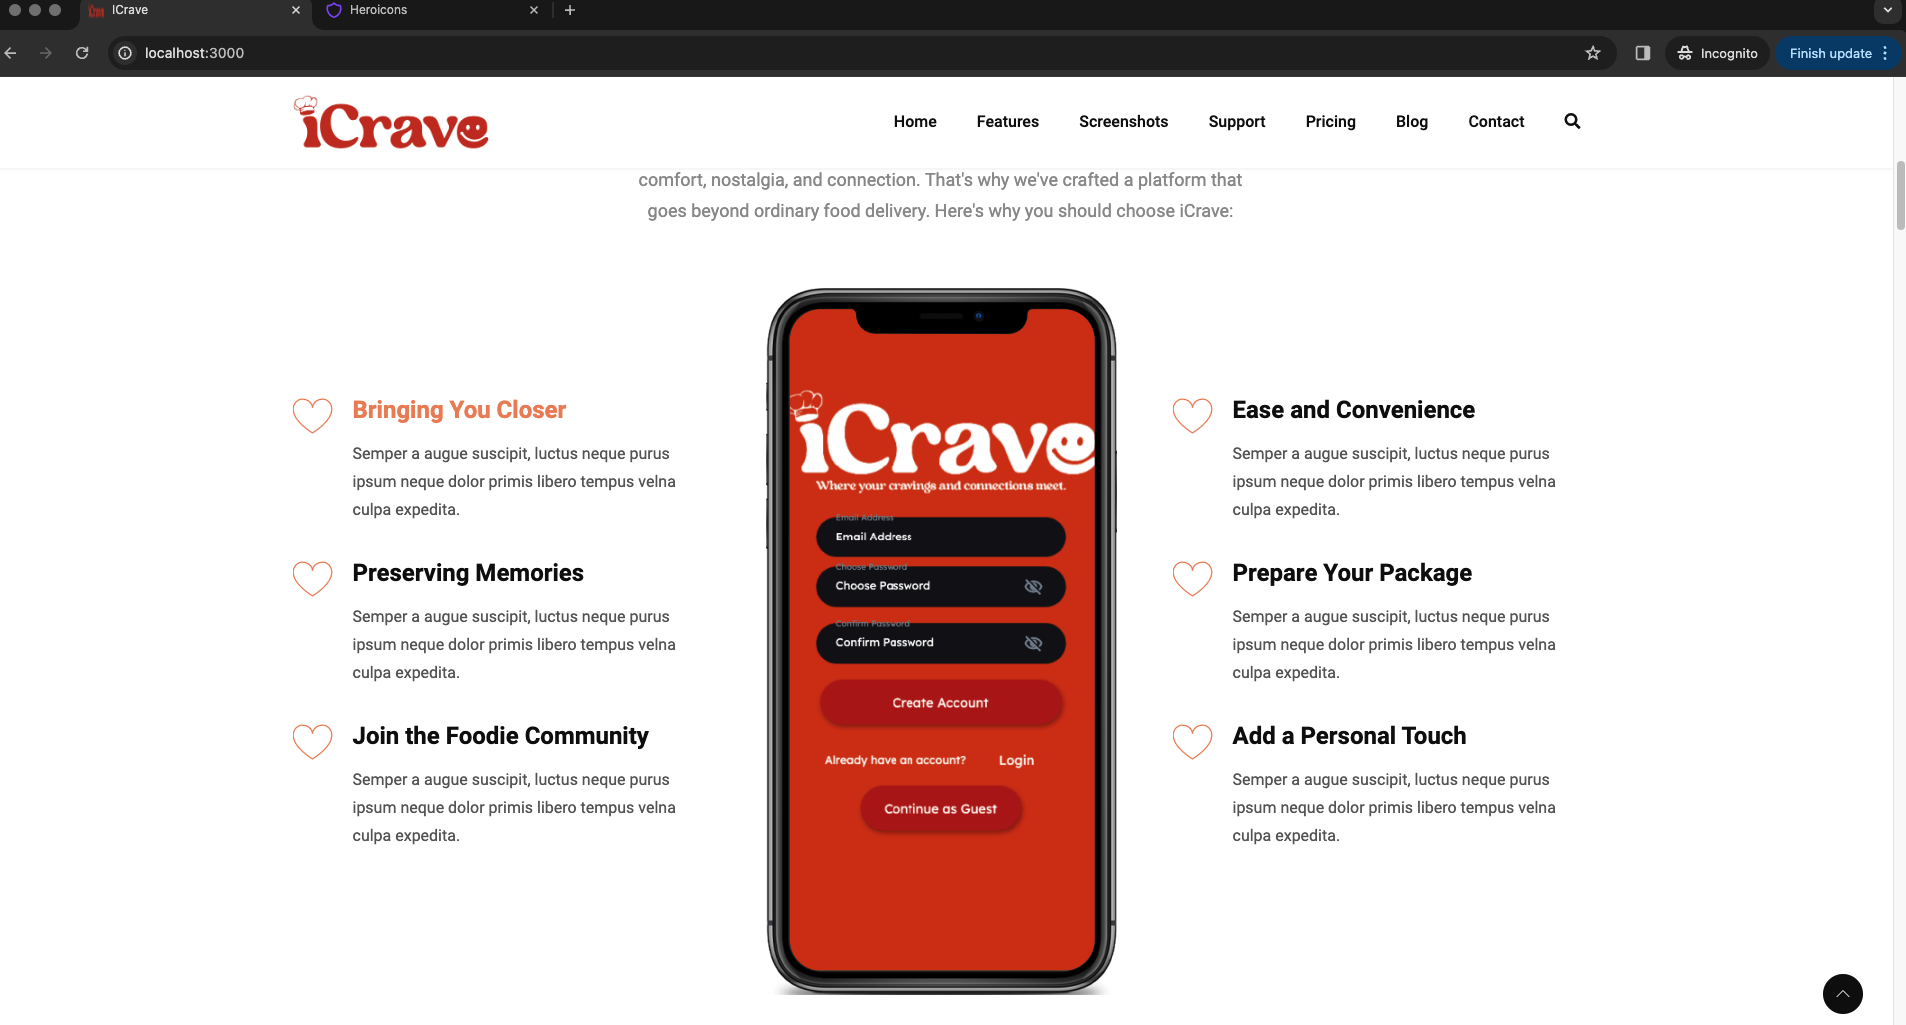 iCrave
Heroicons
localhost:3000
Incognito
Finish update
iCrave
Home
Features
Screenshots
Support
Pricing
Blog
Contact
comfort, nostalgia, and connection. That's why we've crafted a platform that
goes beyond ordinary food delivery. Here's why you should choose iCrave:
Bringing You Closer
Semper a augue suscipit, luctus neque purus
ipsum neque dolor primis libero tempus velna
culpa expedita.
Preserving Memories
Semper a augue suscipit, luctus neque purus
ipsum neque dolor primis libero tempus velna
culpa expedita.
Join the Foodie Community
Semper a augue suscipit, luctus neque purus
ipsum neque dolor primis libero tempus velna
culpa expedita.
iCrave
Where your cravings and connections meet.
Email Address
Email Address
Choose Password
Choose Password
Confirm Password
Confirm Password
Create Account
Already have an account?
Login
Continue as Guest
Ease and Convenience
Semper a augue suscipit, luctus neque purus
ipsum neque dolor primis libero tempus velna
culpa expedita.
Prepare Your Package
Semper a augue suscipit, luctus neque purus
ipsum neque dolor primis libero tempus velna
culpa expedita.
Add a Personal Touch
Semper a augue suscipit, luctus neque purus
ipsum neque dolor primis libero tempus velna
culpa expedita.